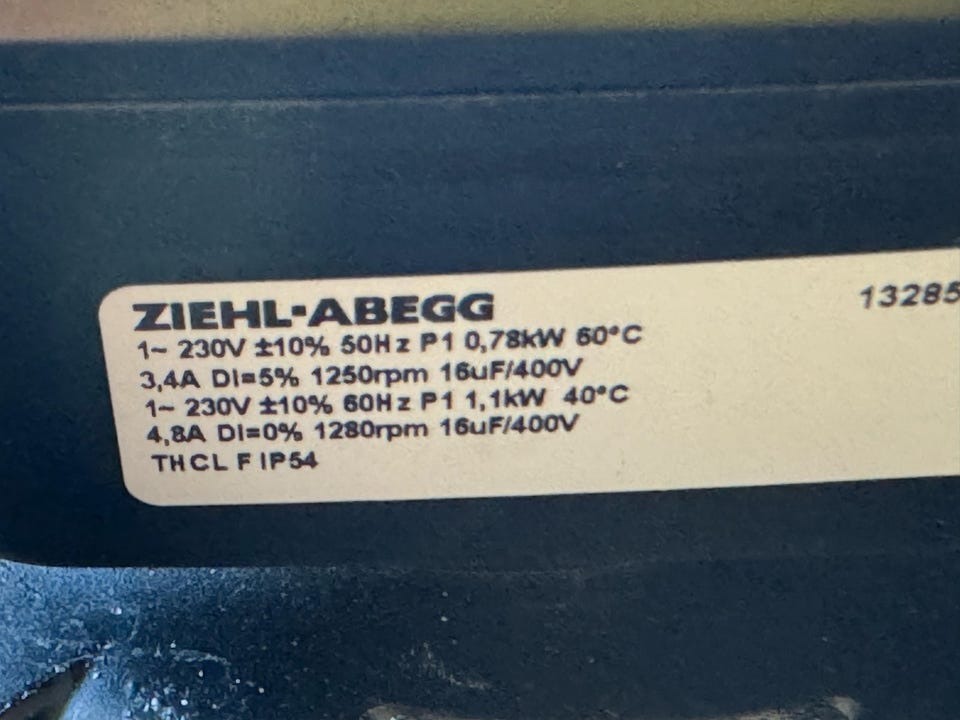 ZIEHL-ABEGG
13285
1~ 230V ±10% 50Hz P1 0,78kW 60°C
3,4A DI=5% 1250rpm 16uF/400V
1~ 230V ±10% 60Hz P1 1,1kW 40°C
4,8A DI=0% 1280rpm 16uF/400V
THCL F IP54